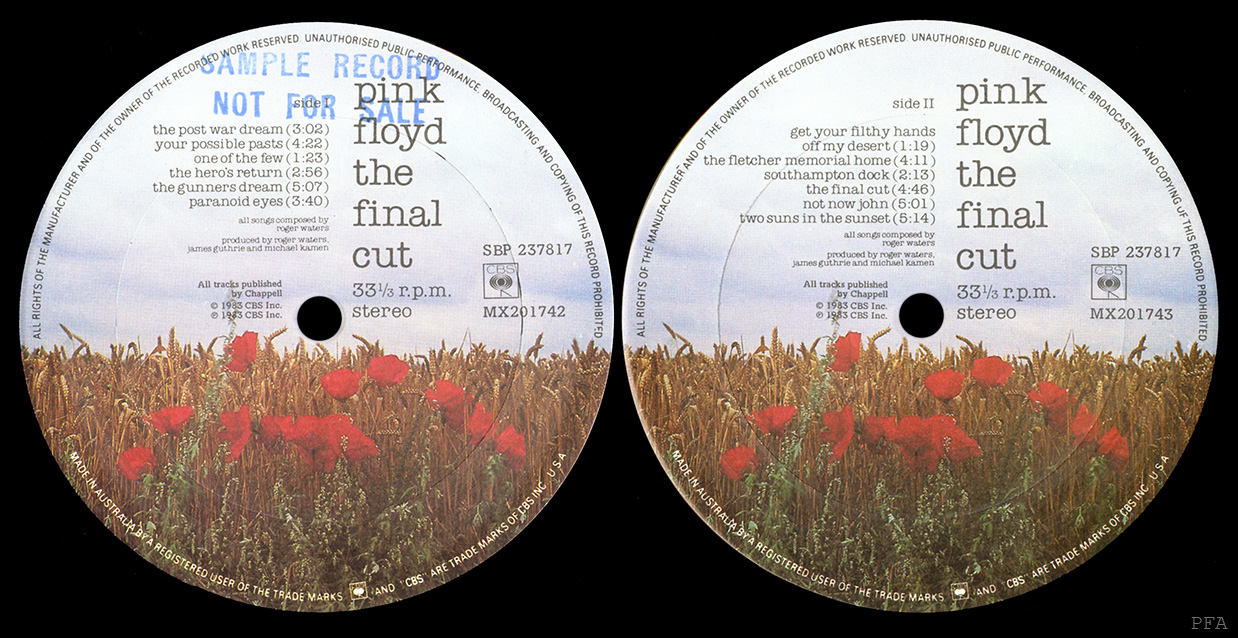 ALL RIGHTS OF THE MANUFACTURER AND OF THE OWNER OF THE RECORDED WORK RESERVED. UNAUTHORISED PUBLIC PERFORMANCE, BROADCASTING AND COPYING OF THIS RECORD PROHIBITED
SAMPLE RECORD
NOT FOR SALE
side I
the post war dream (3:02)
your possible pasts (4:22)
one of the few (1:23)
the hero's return (2:56)
the gunners dream (5:07)
paranoid eyes (3:40)
all songs composed by
roger waters
produced by roger waters,
james guthrie and michael kamen
All tracks published
by Chappell
© 1983 CBS Inc.
℗ 1983 CBS Inc.
pink
floyd
the
final
cut
33⅓ r.p.m.
stereo
SBP 237817
CBS
MX201742
MADE IN AUSTRALIA BY A REGISTERED USER OF THE TRADE MARKS AND "CBS" ARE TRADE MARKS OF CBS INC. U S A
ALL RIGHTS OF THE MANUFACTURER AND OF THE OWNER OF THE RECORDED WORK RESERVED. UNAUTHORISED PUBLIC PERFORMANCE, BROADCASTING AND COPYING OF THIS RECORD PROHIBITED
side II
get your filthy hands
off my desert (1:19)
the fletcher memorial home (4:11)
southampton dock (2:13)
the final cut (4:46)
not now john (5:01)
two suns in the sunset (5:14)
all songs composed by
roger waters
produced by roger waters,
james guthrie and michael kamen
All tracks published
by Chappell
© 1983 CBS Inc.
℗ 1983 CBS Inc.
pink
floyd
the
final
cut
33⅓ r.p.m.
stereo
SBP 237817
CBS
MX201743
MADE IN AUSTRALIA BY A REGISTERED USER OF THE TRADE MARKS AND "CBS" ARE TRADE MARKS OF CBS INC. U S A
PFA